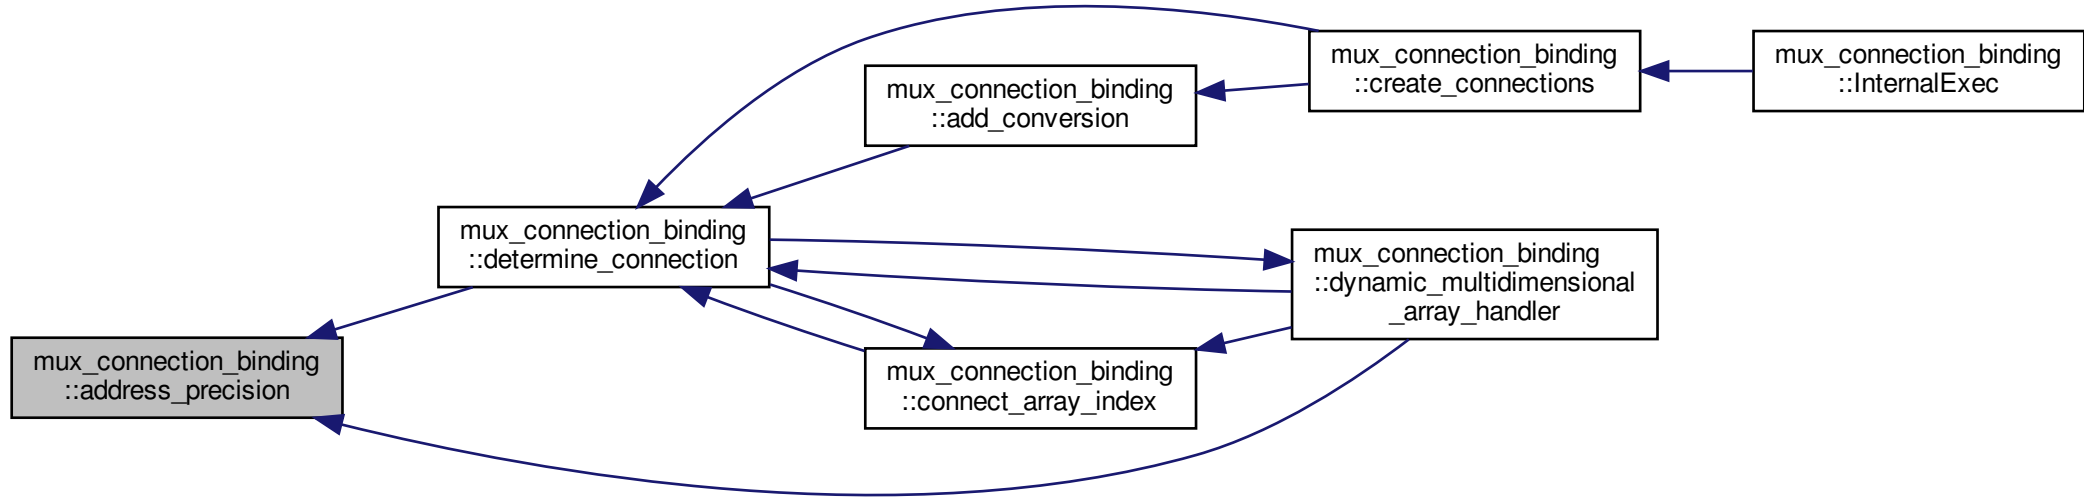 mux_connection_binding
::address_precision
mux_connection_binding
::determine_connection
mux_connection_binding
::add_conversion
mux_connection_binding
::create_connections
mux_connection_binding
::InternalExec
mux_connection_binding
::dynamic_multidimensional
_array_handler
mux_connection_binding
::connect_array_index